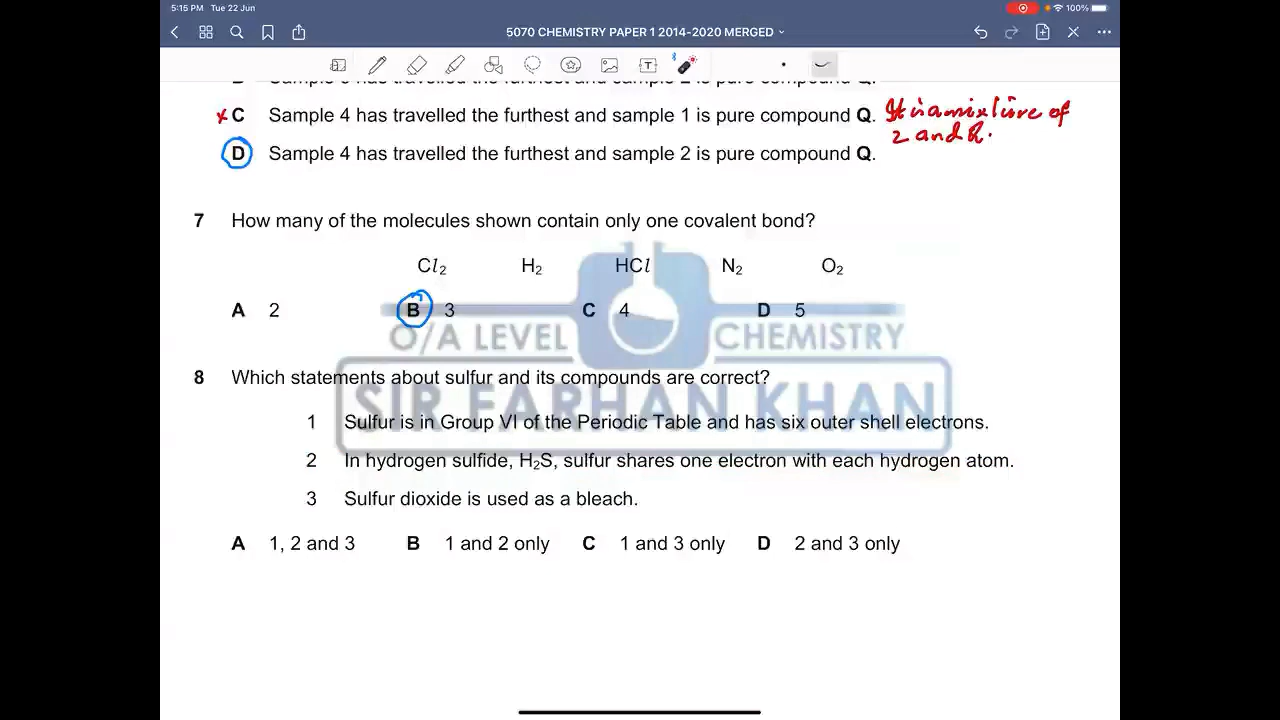 5:15 PM Tue 22 Jun
100%
5070 CHEMISTRY PAPER 1 2014-2020 MERGED
C Sample 4 has travelled the furthest and sample 1 is pure compound Q. It is a mixture of
2 and R.
D Sample 4 has travelled the furthest and sample 2 is pure compound Q.
7 How many of the molecules shown contain only one covalent bond?
Cl₂ H₂ HCl N₂ O₂
A 2 B 3 C 4 D 5
O/A LEVEL CHEMISTRY
8 Which statements about sulfur and its compounds are correct?
SIR FARHAN KHAN
1 Sulfur is in Group VI of the Periodic Table and has six outer shell electrons.
2 In hydrogen sulfide, H₂S, sulfur shares one electron with each hydrogen atom.
3 Sulfur dioxide is used as a bleach.
A 1, 2 and 3 B 1 and 2 only C 1 and 3 only D 2 and 3 only